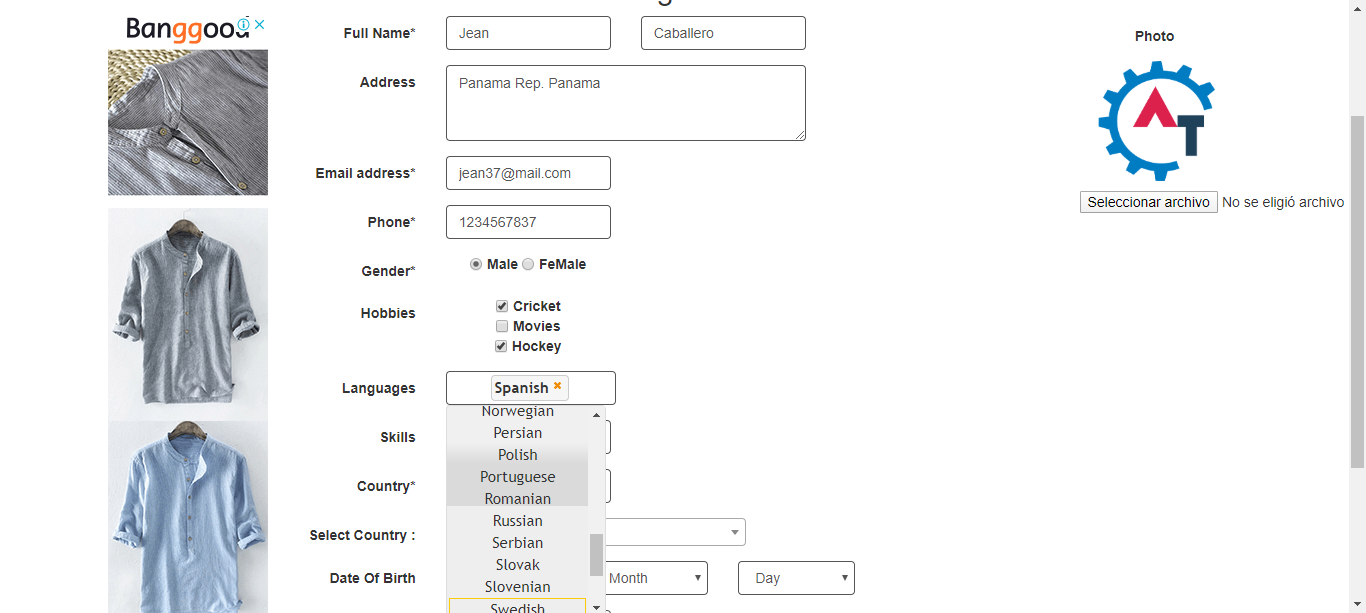 Banggood
Full Name*
Jean
Caballero
Photo
Address
Panama Rep. Panama
AT
Email address*
jean37@mail.com
Seleccionar archivo No se eligió archivo
Phone*
1234567837
Gender*
Male FeMale
Hobbies
Cricket
Movies
Hockey
Languages
Spanish
Norwegian
Persian
Skills
Polish
Portuguese
Country*
Romanian
Russian
Select Country :
Serbian
Slovak
Date Of Birth
Month
Day
Slovenian
Swedish